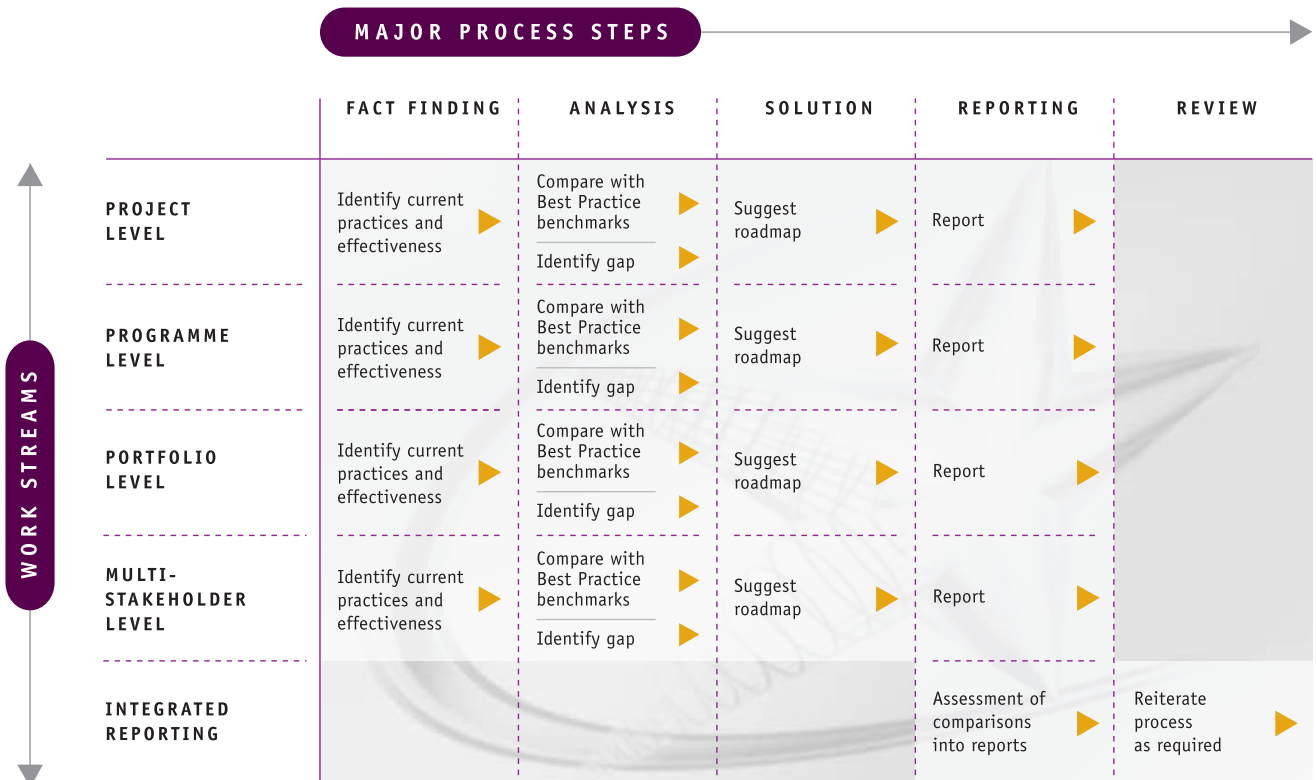 MAJOR PROCESS STEPS
FACT FINDING
ANALYSIS
SOLUTION
REPORTING
REVIEW
WORK STREAMS
PROJECT
LEVEL
Identify current
practices and
effectiveness
Compare with
Best Practice
benchmarks
Identify gap
Suggest
roadmap
Report
PROGRAMME
LEVEL
Identify current
practices and
effectiveness
Compare with
Best Practice
benchmarks
Identify gap
Suggest
roadmap
Report
PORTFOLIO
LEVEL
Identify current
practices and
effectiveness
Compare with
Best Practice
benchmarks
Identify gap
Suggest
roadmap
Report
MULTI-
STAKEHOLDER
LEVEL
Identify current
practices and
effectiveness
Compare with
Best Practice
benchmarks
Identify gap
Suggest
roadmap
Report
INTEGRATED
REPORTING
Assessment of
comparisons
into reports
Reiterate
process
as required